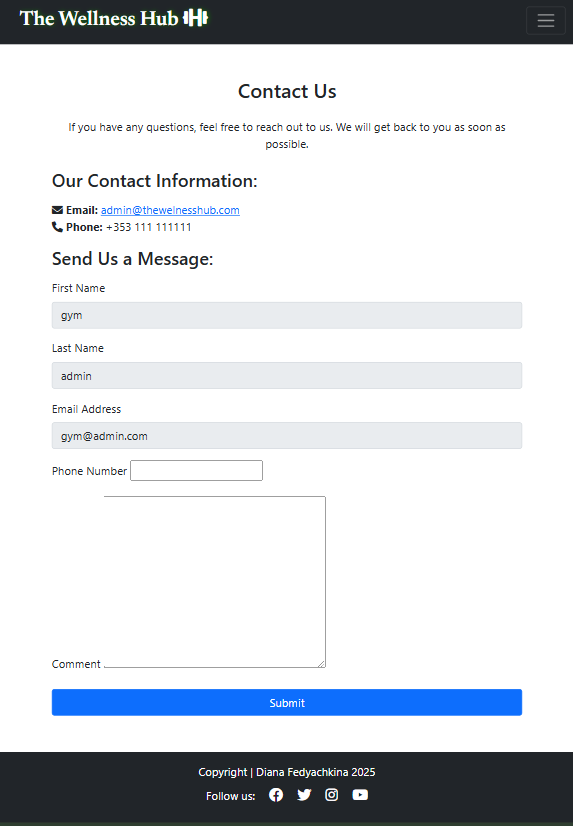 The Wellness Hub
Contact Us
If you have any questions, feel free to reach out to us. We will get back to you as soon as
possible.
Our Contact Information:
Email: admin@thewelnesshub.com
Phone: +353 111 111111
Send Us a Message:
First Name
gym
Last Name
admin
Email Address
gym@admin.com
Phone Number
Comment
Submit
Copyright | Diana Fedyachkina 2025
Follow us: